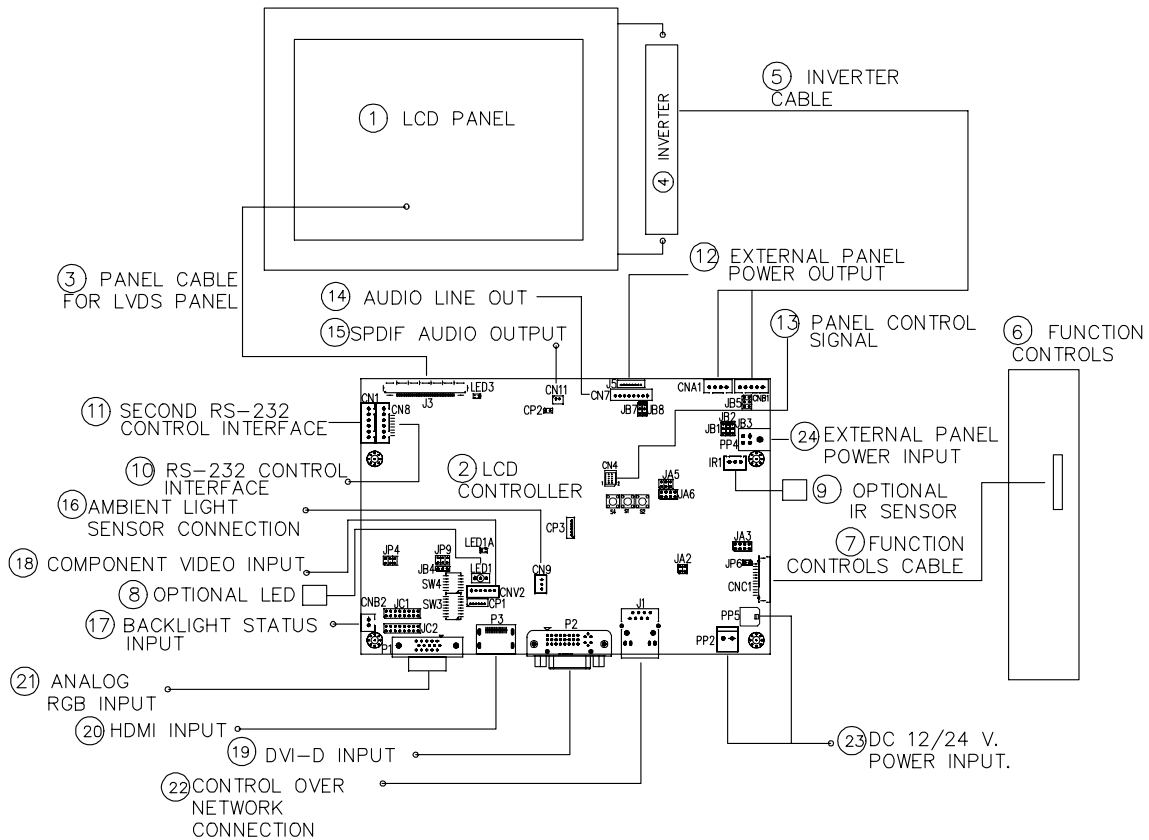 1 LCD PANEL
4 INVERTER
5 INVERTER
CABLE
3 PANEL CABLE
FOR LVDS PANEL
12 EXTERNAL PANEL
POWER OUTPUT
14 AUDIO LINE OUT
15 SPDIF AUDIO OUTPUT
13 PANEL CONTROL
SIGNAL
6 FUNCTION
CONTROLS
11 SECOND RS-232
CONTROL INTERFACE
10 RS-232 CONTROL
INTERFACE
16 AMBIENT LIGHT
SENSOR CONNECTION
18 COMPONENT VIDEO INPUT
8 OPTIONAL LED
17 BACKLIGHT STATUS
INPUT
21 ANALOG
RGB INPUT
20 HDMI INPUT
19 DVI-D INPUT
22 CONTROL OVER
NETWORK
CONNECTION
2 LCD
CONTROLLER
24 EXTERNAL PANEL
POWER INPUT
9 OPTIONAL
IR SENSOR
7 FUNCTION
CONTROLS CABLE
23 DC 12/24 V.
POWER INPUT.
CN1
CN8
J3
LED3
CN11
CP2
J5
CN7
JB7
JB8
CNA1
CNB1
JB5
JB2
JB1
JB3
PP4
IR1
CN4
1
2
JA5
JA6
S4
S1
S2
CP3
JP4
JP9
JB4
LED1A
LED1
SW4
SW3
CNV2
CP1
CN9
JA3
JA2
JP6
CNC1
CNB2
JC1
JC2
P1
P3
P2
J1
PP5
PP2